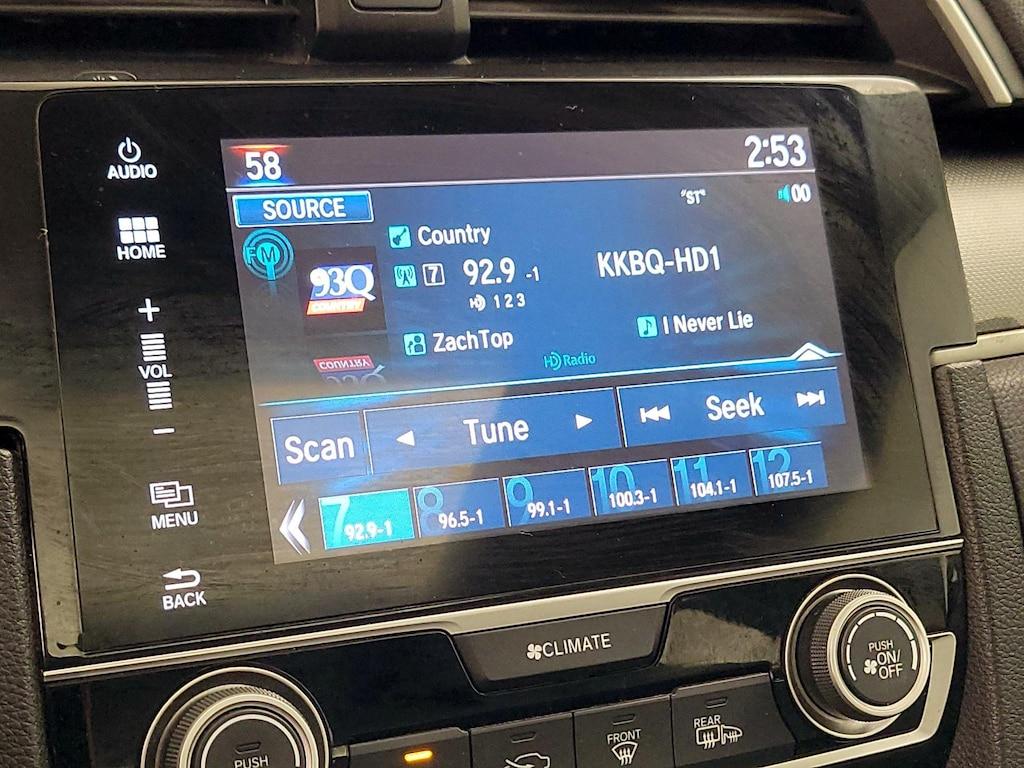 AUDIO
HOME
+
VOL
-
MENU
BACK
58
2:53
SOURCE
"ST"
00
FM
93Q
COUNTRY
Country
7
92.9 -1
KKBQ-HD1
HD 1 2 3
ZachTop
I Never Lie
HD Radio
Scan
Tune
Seek
7
92.9-1
8
96.5-1
9
99.1-1
10
100.3-1
11
104.1-1
12
107.5-1
CLIMATE
PUSH
ON/
OFF
PUSH
FRONT
REAR